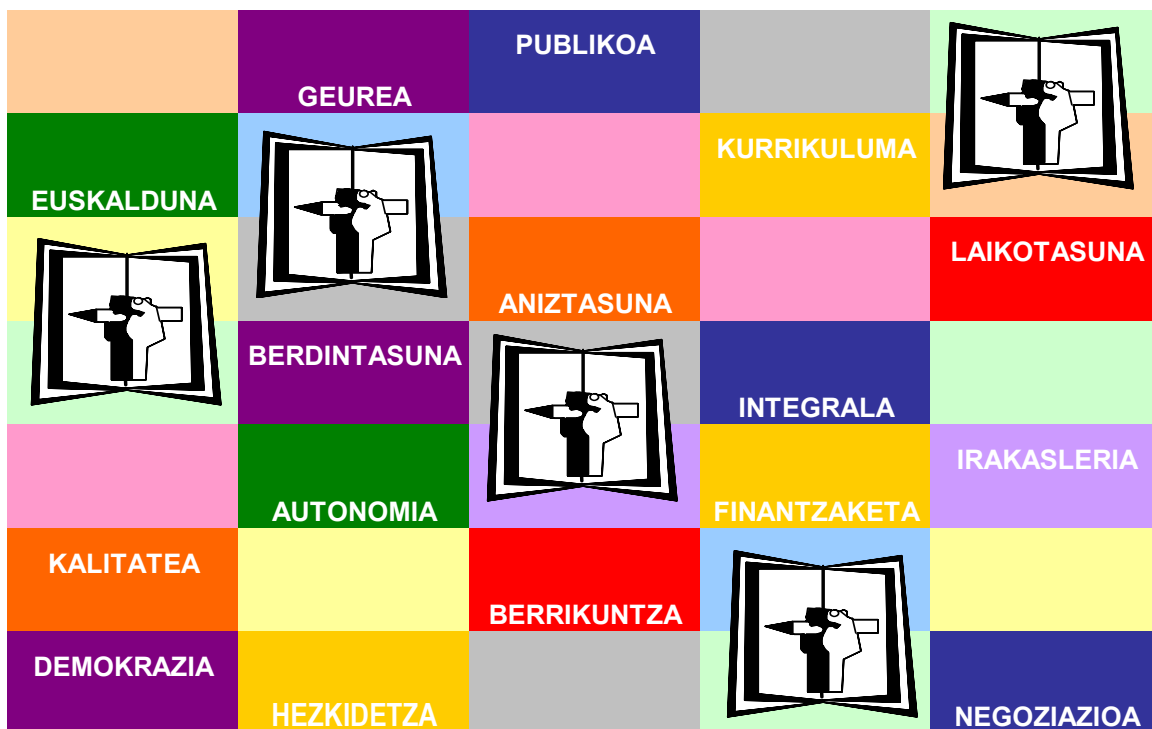 PUBLIKOA
GEUREA
KURRIKULUMA
EUSKALDUNA
LAIKOTASUNA
ANIZTASUNA
BERDINTASUNA
INTEGRALA
IRAKASLERIA
AUTONOMIA
FINANTZAKETA
KALITATEA
BERRIKUNTZA
DEMOKRAZIA
HEZKIDETZA
NEGOZIAZIOA